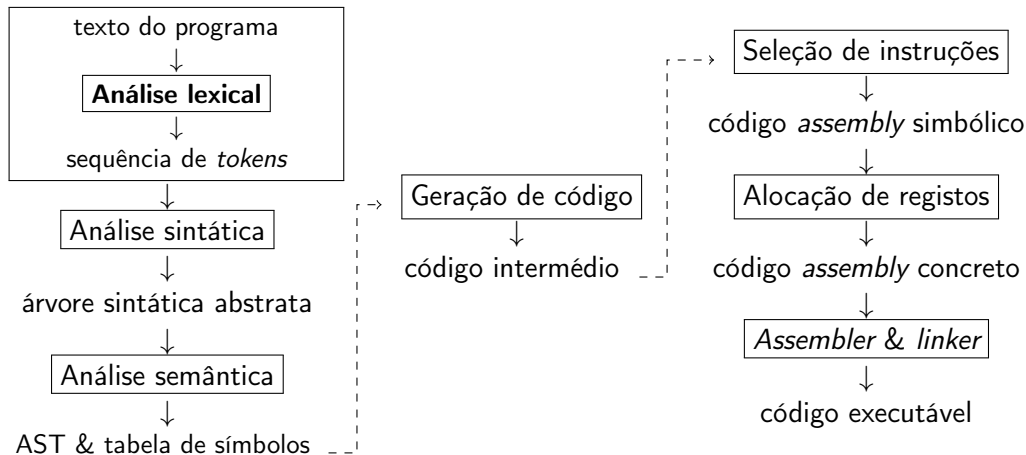 texto do programa
Análise lexical
sequência de tokens
Análise sintática
árvore sintática abstrata
Análise semântica
AST & tabela de símbolos
Geração de código
código intermédio
Seleção de instruções
código assembly simbólico
Alocação de registos
código assembly concreto
Assembler & linker
código executável